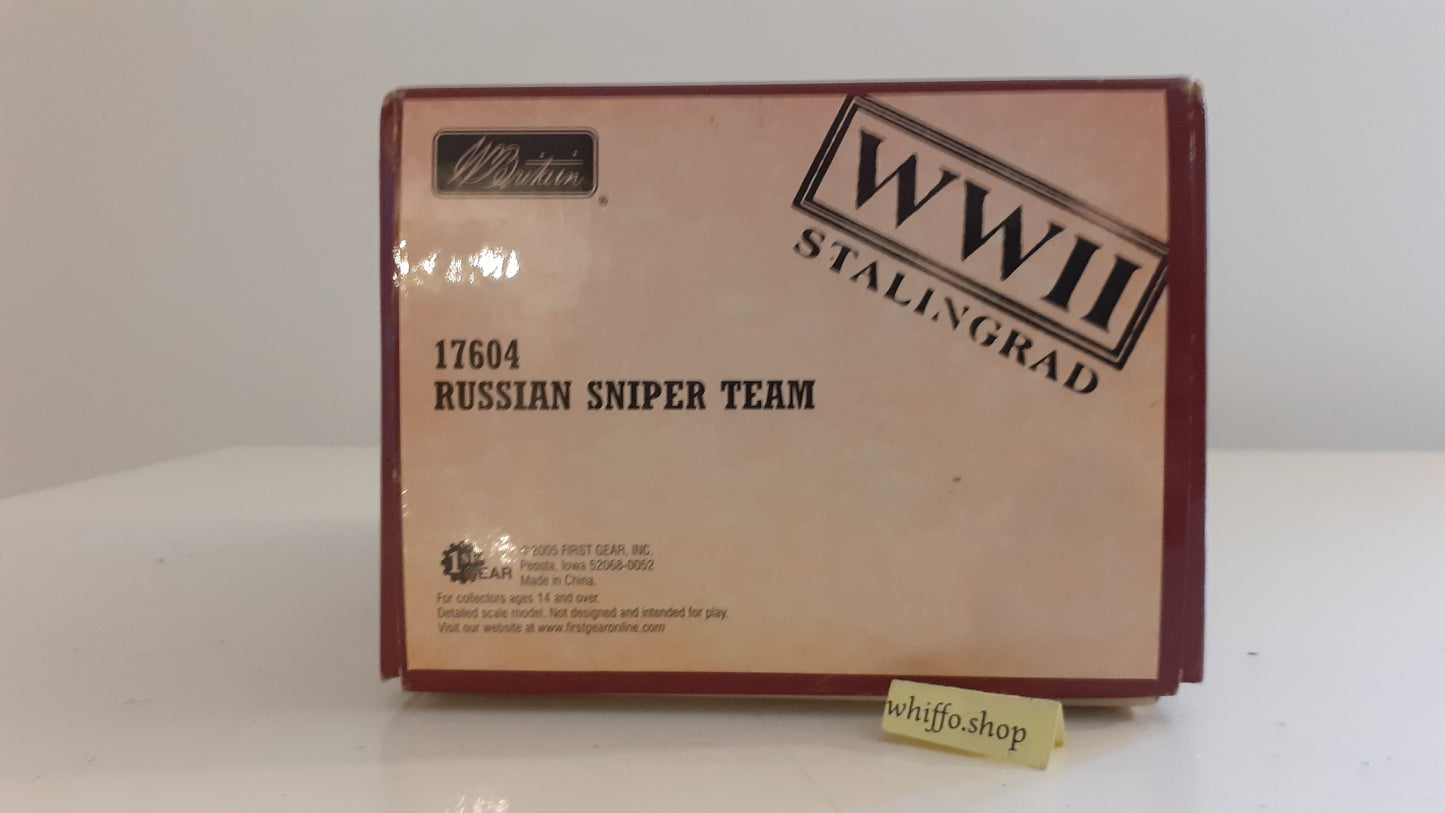 W Britain
®
WWII
STALINGRAD
17604
RUSSIAN SNIPER TEAM
1st GEAR
© 2005 FIRST GEAR, INC.
Peosta, Iowa 52068-0052
Made in China.
For collectors ages 14 and over.
Detailed scale model. Not designed and intended for play.
Visit our website at www.firstgearonline.com
whiffo.shop